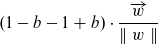 (1 − b − 1 + b) · \frac{\overrightarrow{w}}{\| w \|}